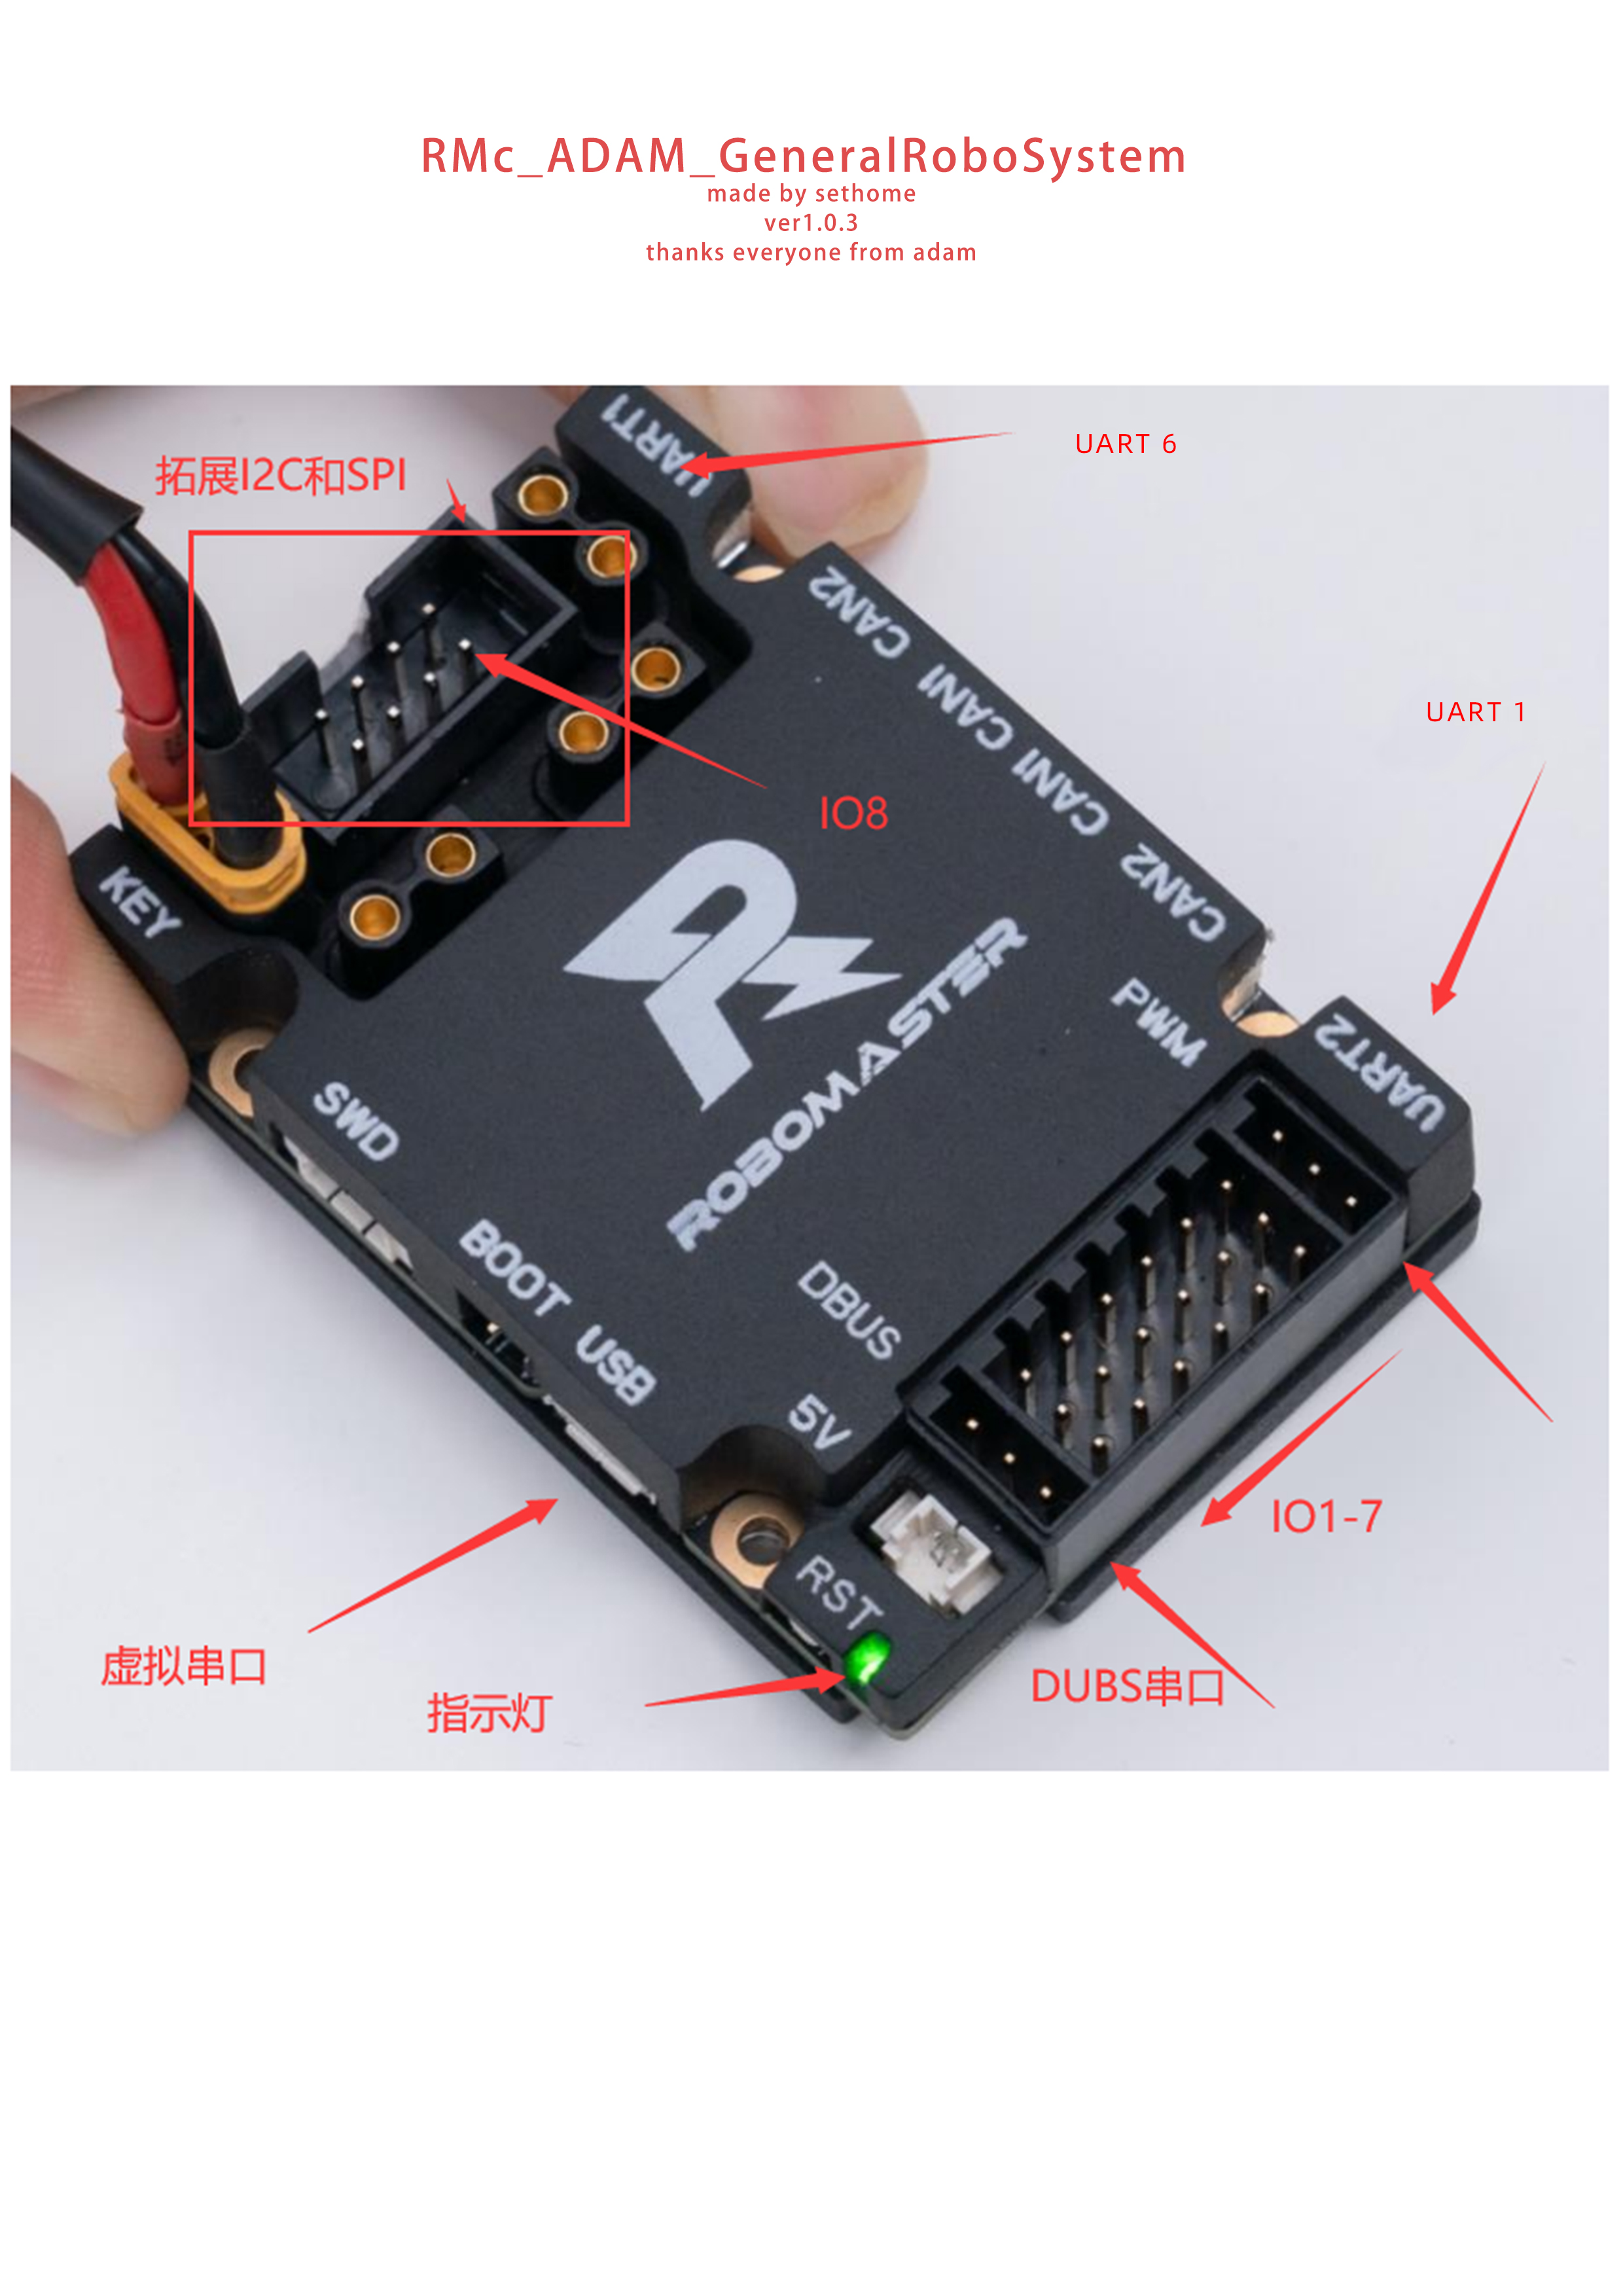 RMc_ADAM_GeneralRoboSystem
made by sethome
ver1.0.3
thanks everyone from adam
UART1
UART 6
拓展I2C和SPI
CAN2
CAN1
CAN1
CAN2
UART 1
IO8
KEY
PWM
UART2
ROBOMASTER
SWD
BOOT
USB
DBUS
5V
IO1-7
RST
虚拟串口
指示灯
DUBS串口